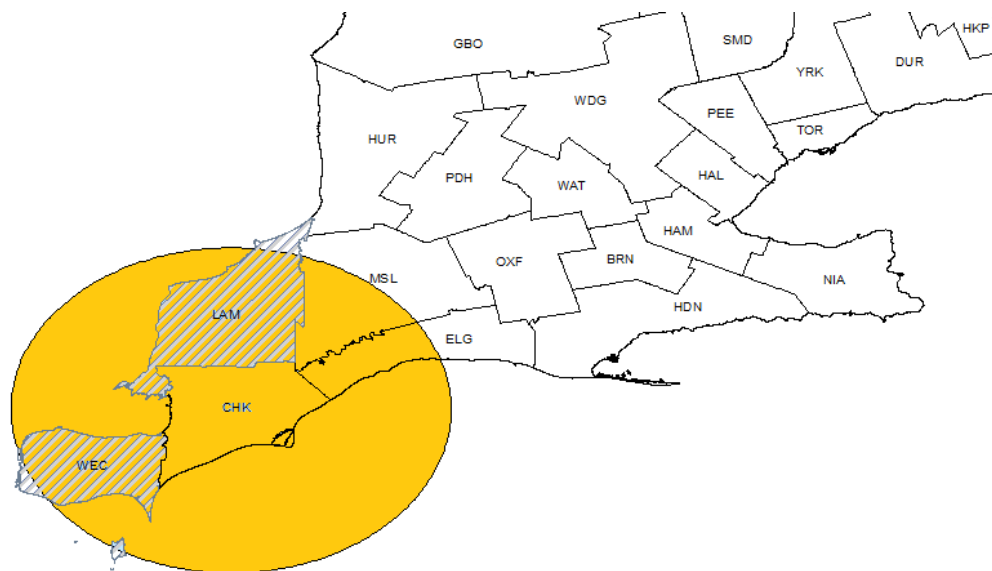 GBO
SMD
HKP
DUR
YRK
WDG
PEE
TOR
HUR
PDH
WAT
HAL
HAM
MSL
OXF
BRN
NIA
HDN
LAM
ELG
CHK
WEC